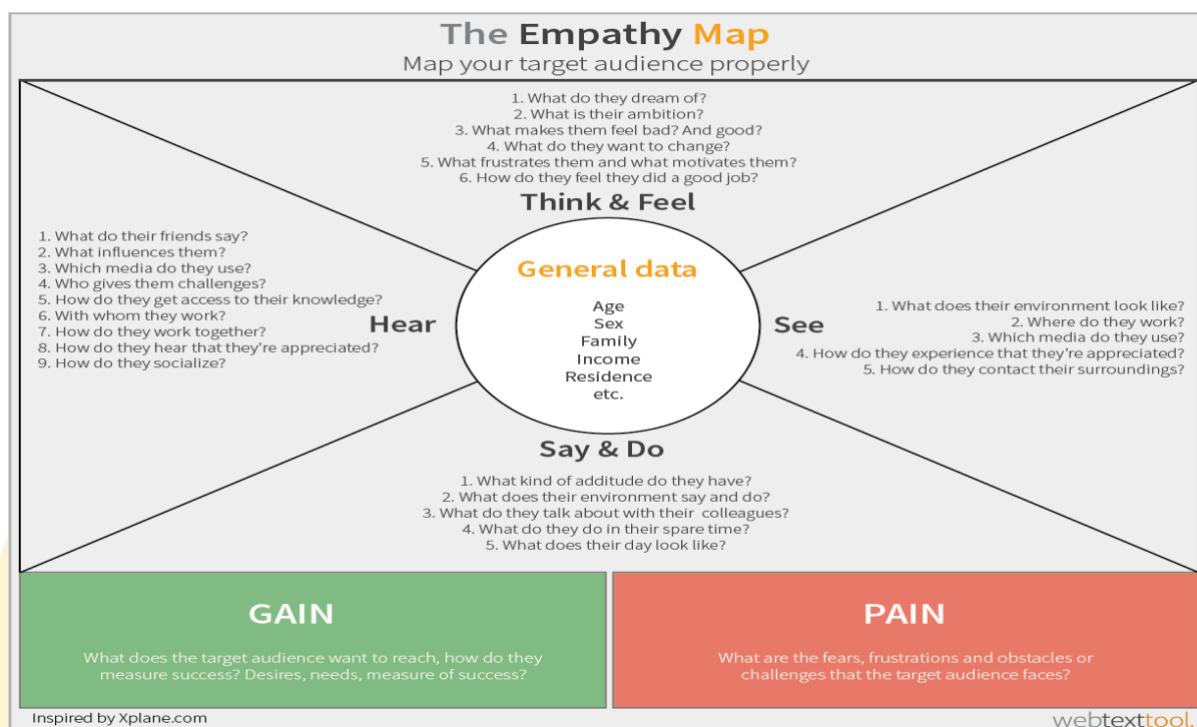 The Empathy Map
Map your target audience properly
1. What do they dream of?
2. What is their ambition?
3. What makes them feel bad? And good?
4. What do they want to change?
5. What frustrates them and what motivates them?
6. How do they feel they did a good job?
Think & Feel
1. What do their friends say?
2. What influences them?
3. Which media do they use?
4. Who gives them challenges?
5. How do they get access to their knowledge?
6. With whom they work?
7. How do they work together?
8. How do they hear that they're appreciated?
9. How do they socialize?
Hear
General data
Age
Sex
Family
Income
Residence
etc.
See
1. What does their environment look like?
2. Where do they work?
3. Which media do they use?
4. How do they experience that they're appreciated?
5. How do they contact their surroundings?
Say & Do
1. What kind of additude do they have?
2. What does their environment say and do?
3. What do they talk about with their colleagues?
4. What do they do in their spare time?
5. What does their day look like?
GAIN
What does the target audience want to reach, how do they
measure success? Desires, needs, measure of success?
PAIN
What are the fears, frustrations and obstacles or
challenges that the target audience faces?
Inspired by Xplane.com
webtexttool.